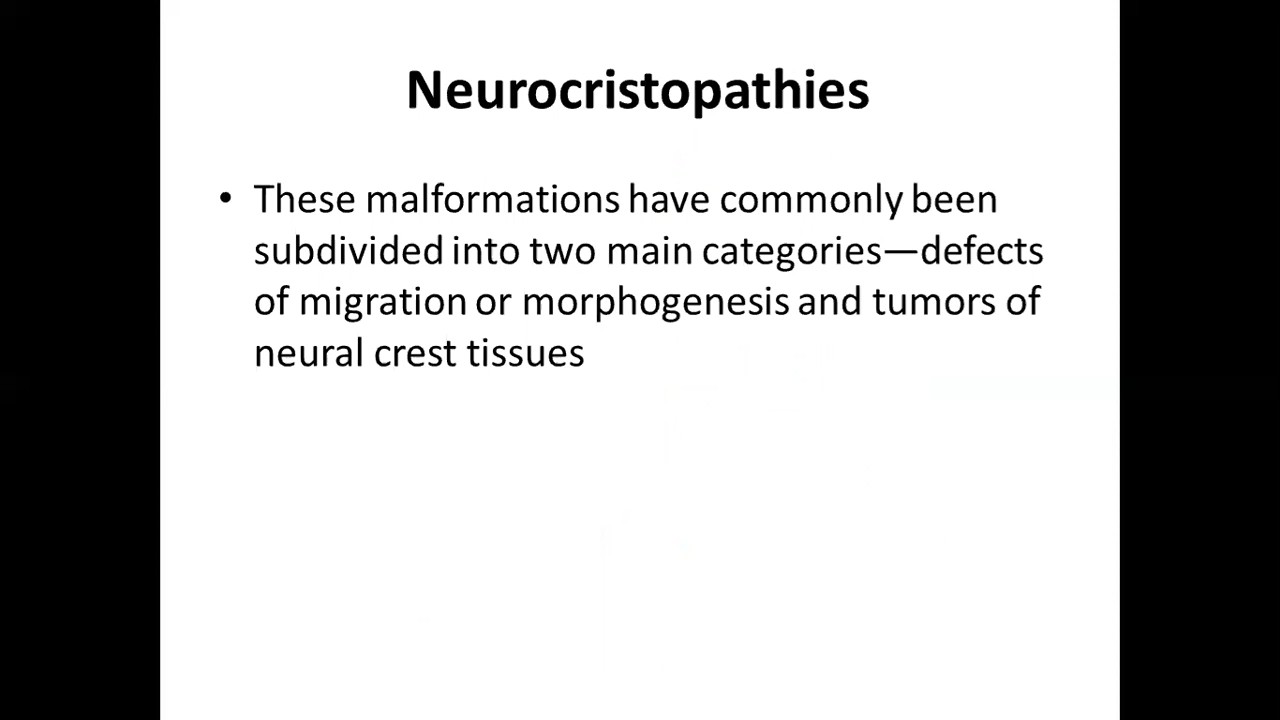 Neurocristopathies
• These malformations have commonly been
subdivided into two main categories—defects
of migration or morphogenesis and tumors of
neural crest tissues